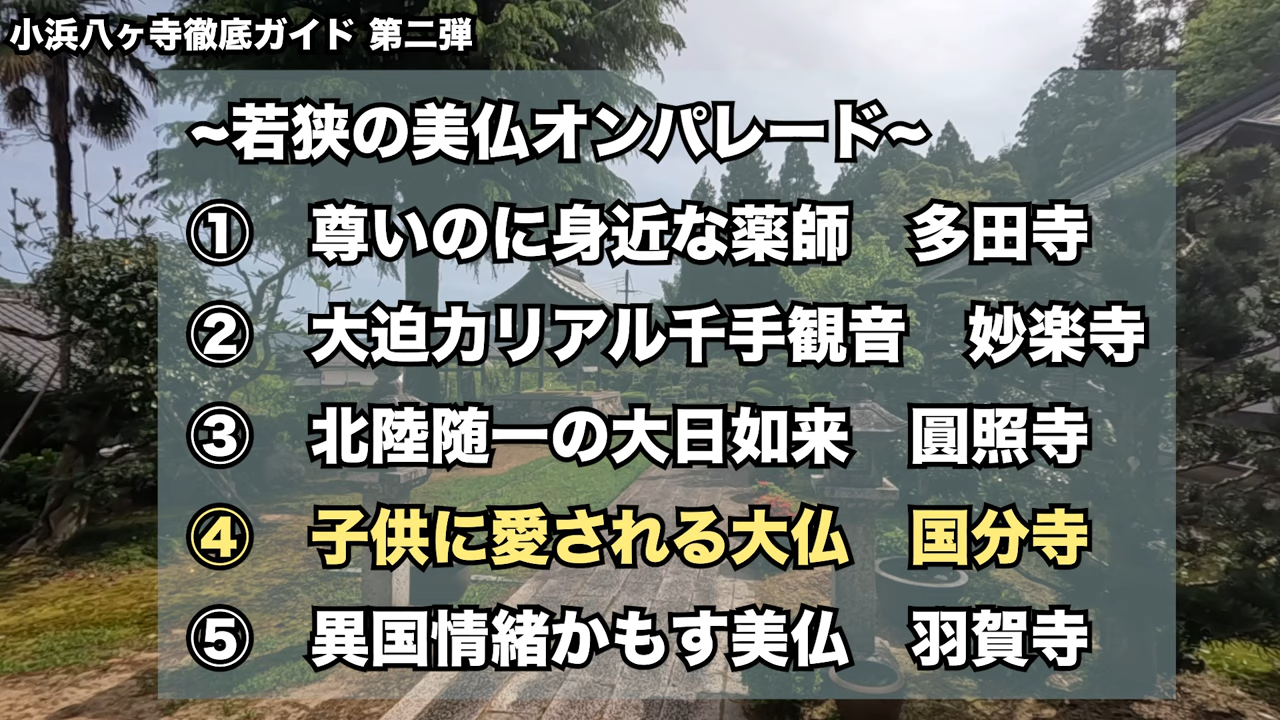 小浜八ヶ寺徹底ガイド 第二弾
~若狭の美仏オンパレード~
① 尊いのに身近な薬師 多田寺
② 大迫力リアル千手観音 妙楽寺
③ 北陸随一の大日如来 圓照寺
④ 子供に愛される大仏 国分寺
⑤ 異国情緒かもす美仏 羽賀寺